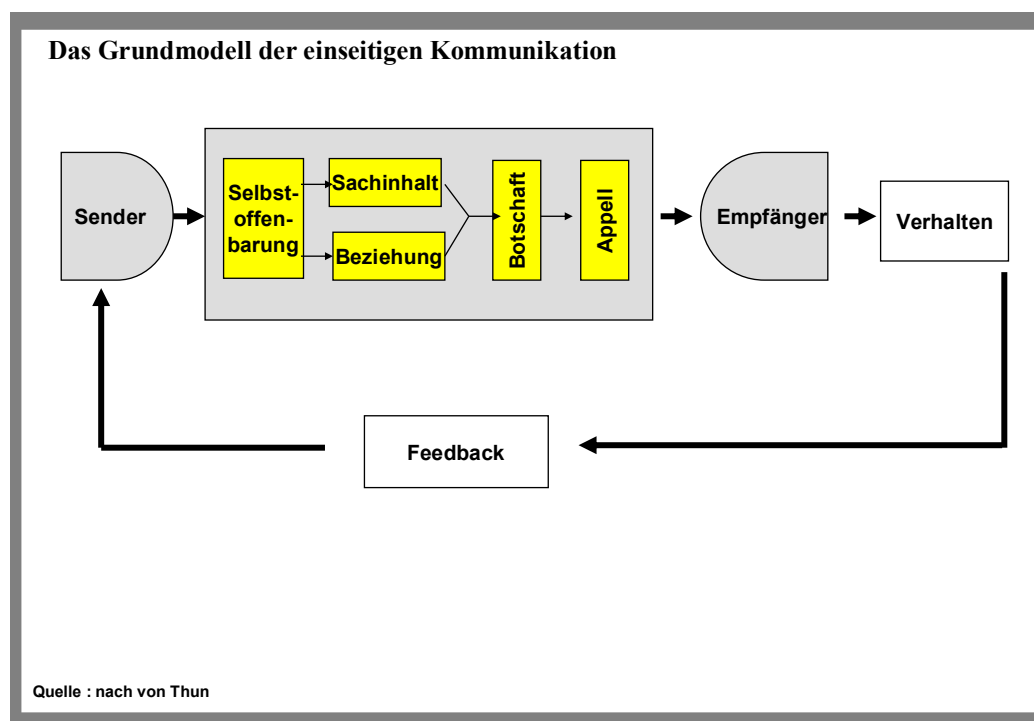 Das Grundmodell der einseitigen Kommunikation
Sender
Selbst-
offen-
barung
Sachinhalt
Beziehung
Botschaft
Appell
Empfänger
Verhalten
Feedback
Quelle : nach von Thun